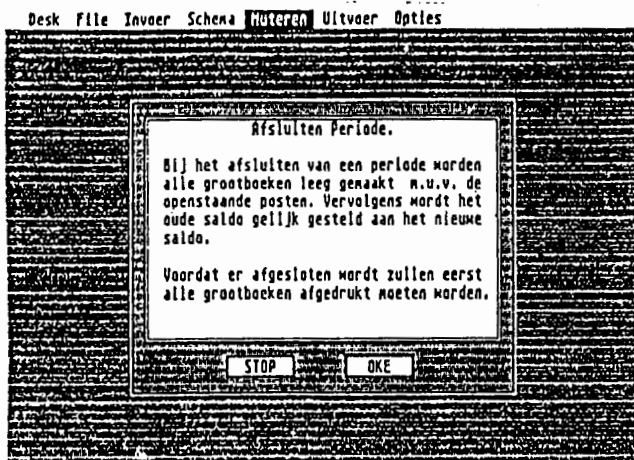 Desk File Invoer Schema Muteren Uitvoer Opties
Afsluiten Periode.
Bij het afsluiten van een periode worden
alle grootboeken leeg gemaakt m.u.v. de
openstaande posten. Vervolgens wordt het
oude saldo gelijk gesteld aan het nieuwe
saldo.
Voordat er afgesloten wordt zullen eerst
alle grootboeken afgedrukt moeten worden.
STOP OKE